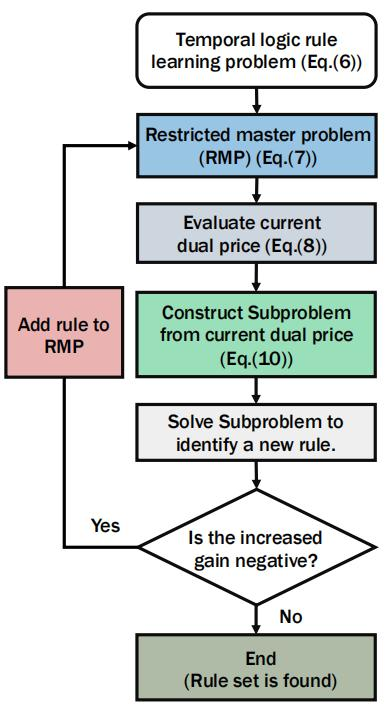 Temporal logic rule
learning problem (Eq.(6))
Restricted master problem
(RMP) (Eq.(7))
Evaluate current
dual price (Eq.(8))
Add rule to
RMP
Construct Subproblem
from current dual price
(Eq.(10))
Solve Subproblem to
identify a new rule.
Yes
Is the increased
gain negative?
No
End
(Rule set is found)